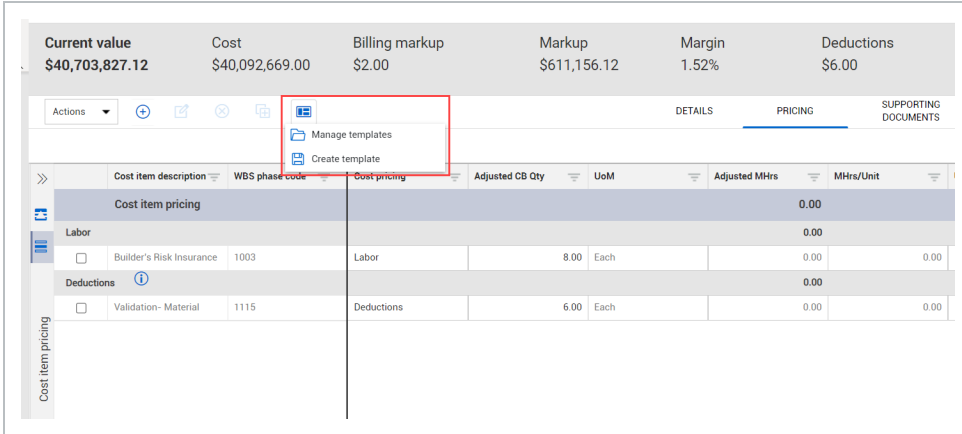 Current value Cost Billing markup Markup Margin Deductions
$40,703,827.12 $40,092,669.00 $2.00 $611,156.12 1.52% $6.00
Actions DETAILS PRICING SUPPORTING
DOCUMENTS
Manage templates
Create template
Cost item description WBS phase code Cost pricing Adjusted CB Qty UoM Adjusted MHrs MHrs/Unit
Cost item pricing 0.00
Labor 0.00
Builder's Risk Insurance 1003 Labor 8.00 Each 0.00 0.00
Deductions 0.00
Validation- Material 1115 Deductions 6.00 Each 0.00 0.00
Cost item pricing